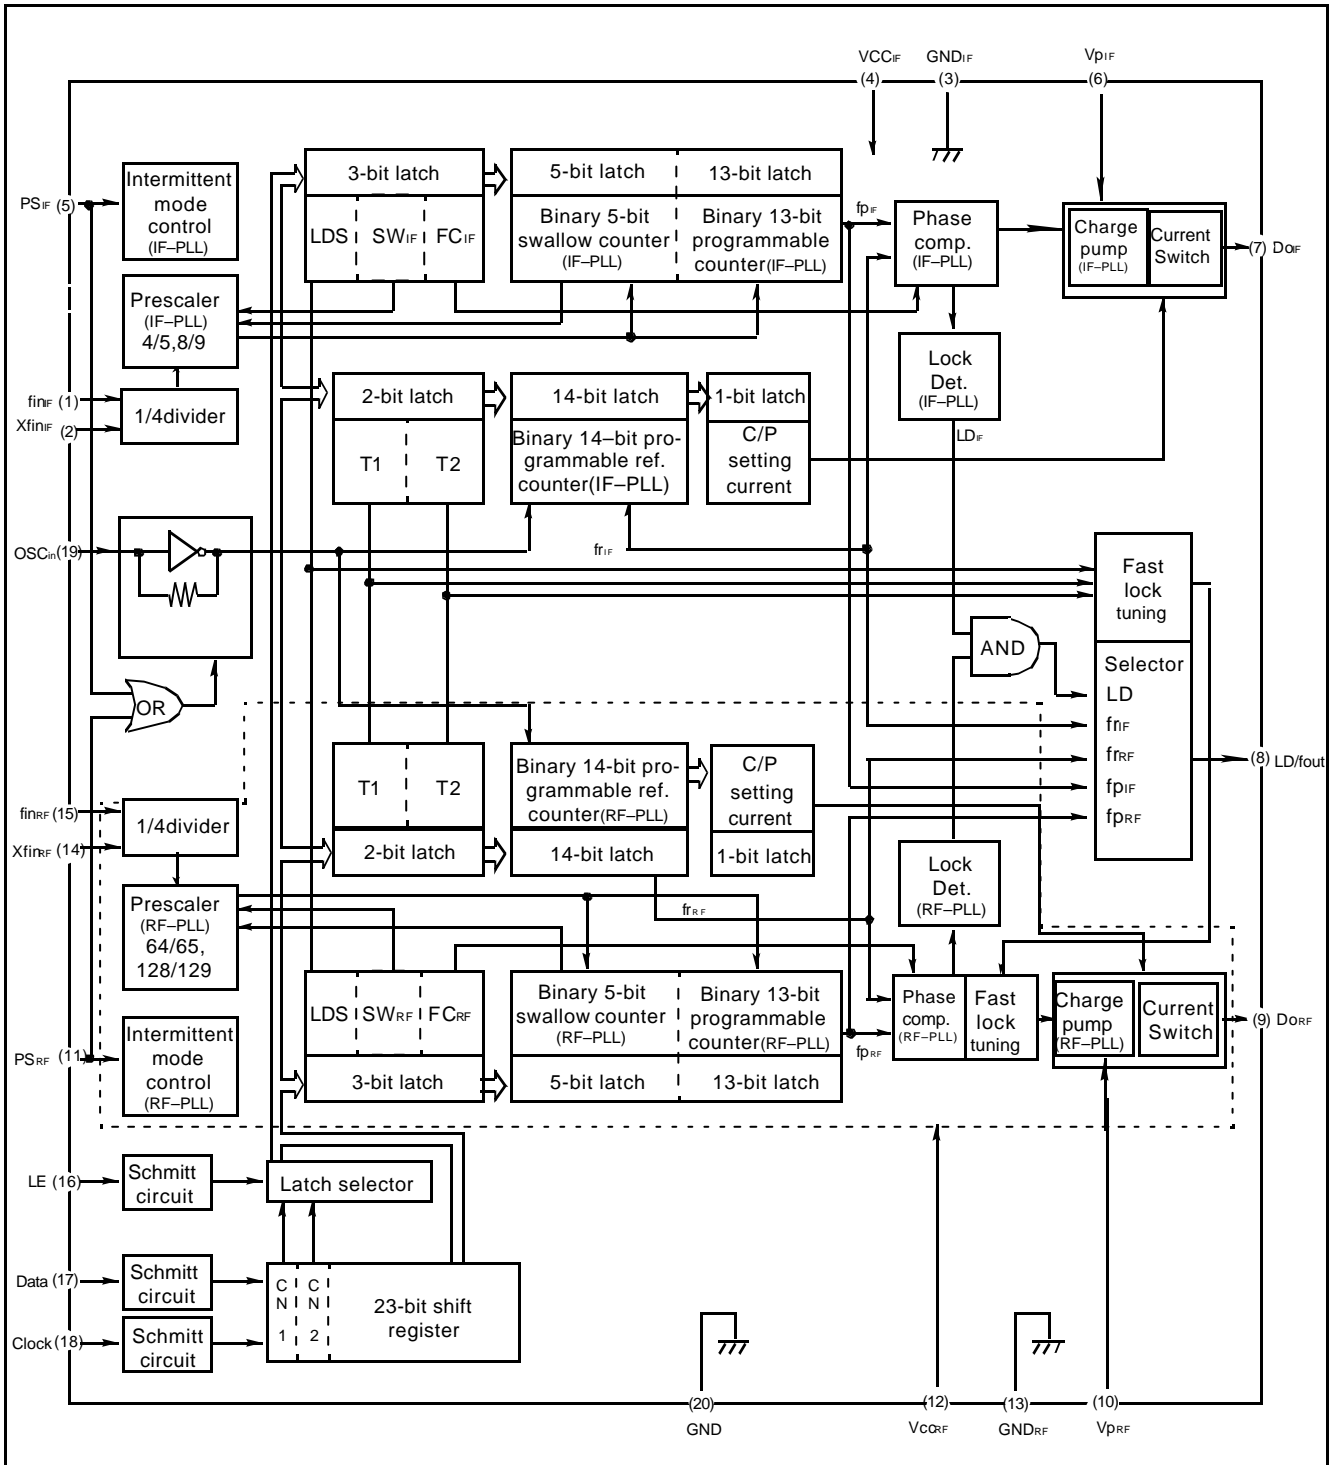 VCCIF
GNDIF
VpIF
(4)
(3)
(6)
PSIF (5)
Intermittent
mode
control
(IF–PLL)
3-bit latch
LDS
SWIF
FCIF
5-bit latch
13-bit latch
Binary 5-bit
swallow counter
(IF–PLL)
Binary 13-bit
programmable
counter(IF–PLL)
fpIF
Phase
comp.
(IF–PLL)
Charge
pump
(IF–PLL)
Current
Switch
(7) DoIF
Prescaler
(IF–PLL)
4/5,8/9
Lock
Det.
(IF–PLL)
LDIF
finIF (1)
XfinIF (2)
1/4divider
2-bit latch
T1
T2
14-bit latch
Binary 14–bit pro-
grammable ref.
counter(IF–PLL)
1-bit latch
C/P
setting
current
OSCin(19)
frIF
Fast
lock
tuning
AND
OR
Selector
LD
frIF
frRF
fpIF
fpRF
(8) LD/fout
finRF(15)
XfinRF(14)
1/4divider
T1
T2
2-bit latch
Binary 14-bit pro-
grammable ref.
counter(RF–PLL)
14-bit latch
C/P
setting
current
1-bit latch
Prescaler
(RF–PLL)
64/65,
128/129
frRF
Lock
Det.
(RF–PLL)
LDS
SWRF
FCRF
3-bit latch
Binary 5-bit
swallow counter
(RF–PLL)
Binary 13-bit
programmable
counter(RF–PLL)
5-bit latch
13-bit latch
fpRF
Phase
comp.
(RF–PLL)
Fast
lock
tuning
Charge
pump
(RF–PLL)
Current
Switch
(9) DoRF
PSRF (11)
Intermittent
mode
control
(RF–PLL)
LE (16)
Schmitt
circuit
Latch selector
Data (17)
Schmitt
circuit
Clock(18)
Schmitt
circuit
C
N
1
C
N
2
23-bit shift
register
(20)
GND
(12)
VccRF
(13)
GNDRF
(10)
VpRF